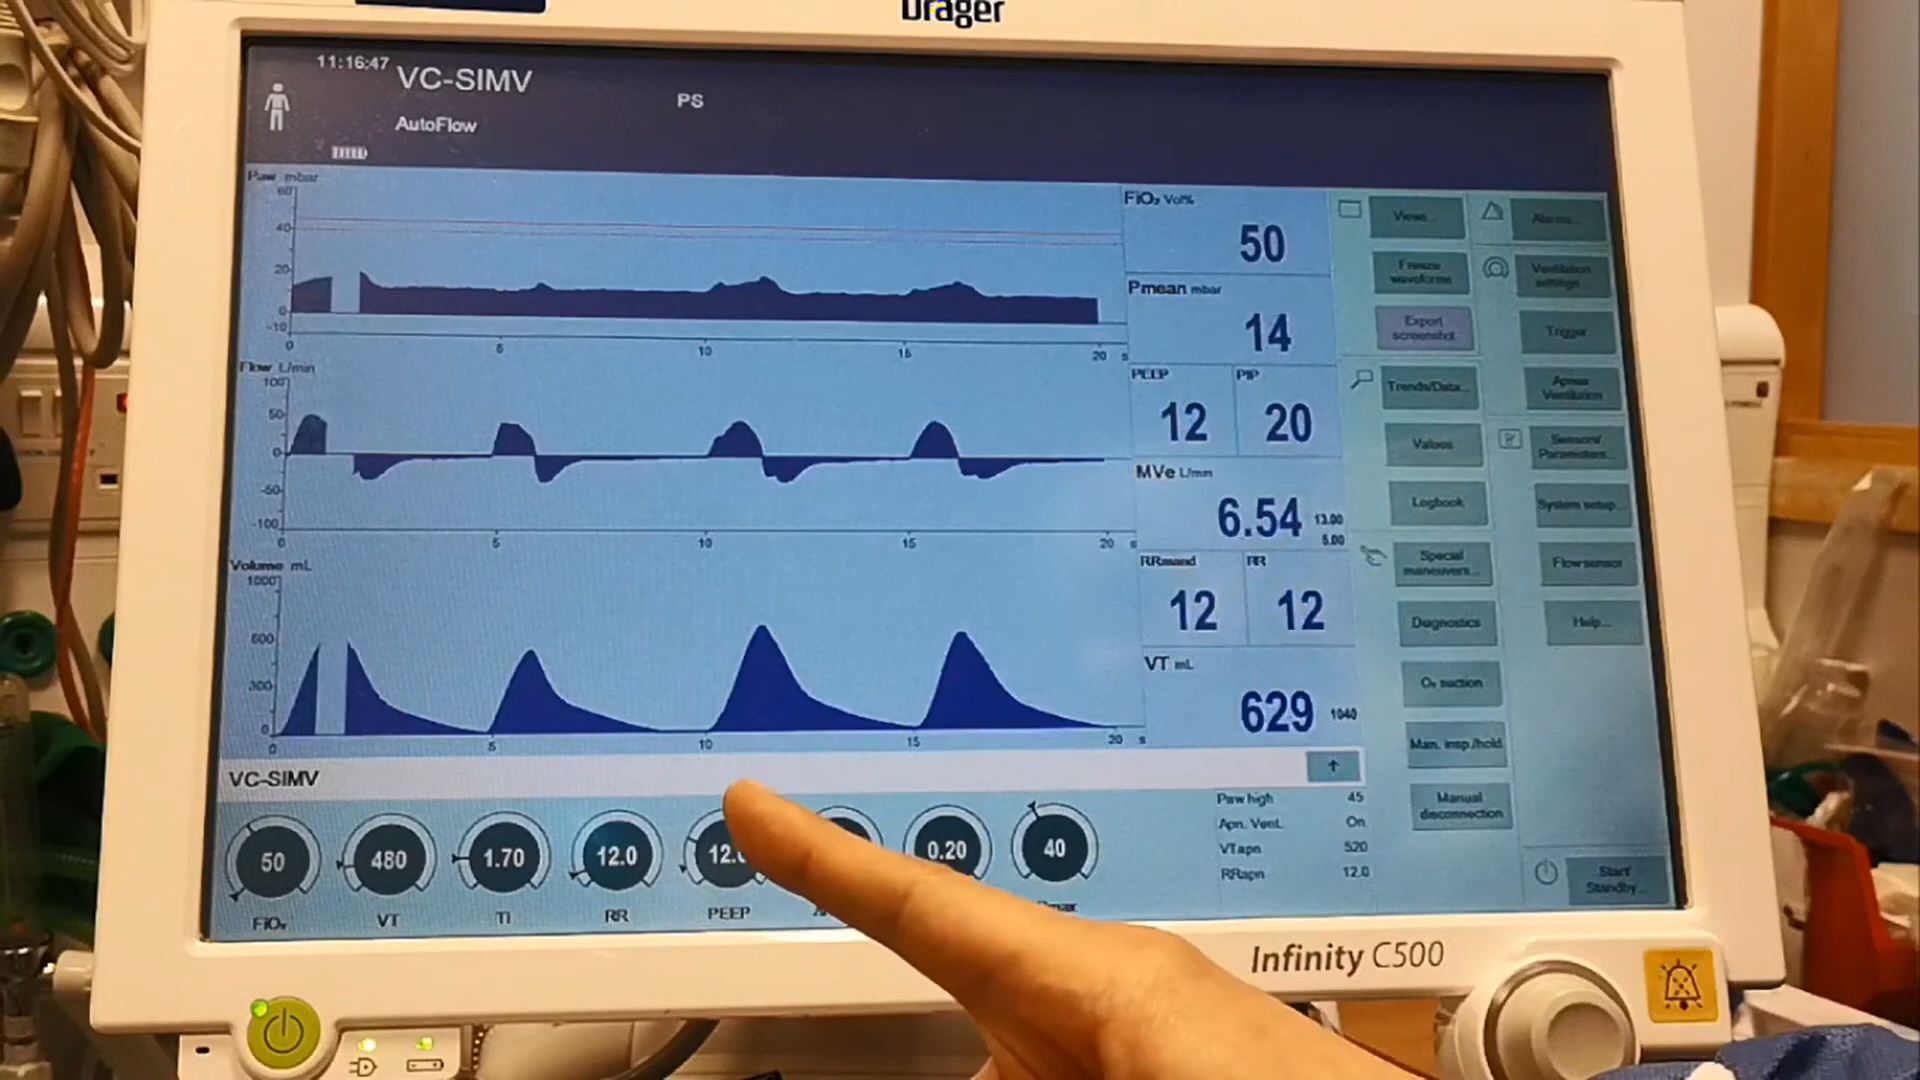 Dräger
11:16:47
VC-SIMV
PS
AutoFlow
Paw mbar
60
40
20
0
-10
0 5 10 15 20 s
Flow L/min
100
50
0
-50
-100
0 5 10 15 20 s
Volume mL
1000
600
300
0
0 5 10 15 20 s
FiO₂ Vol%
50
Pmean mbar
14
PEEP PIP
12 20
MVe L/min
6.54 13.00
5.00
RRmand RR
12 12
VT mL
629 1040
Views...
Freeze
waveforms
Export
screenshot
Trends/Data...
Values
Logbook
Special
maneuvers...
Diagnostics
O₂ suction
Man. insp./hold
Manual
disconnection
Alarms...
Ventilation
settings...
Trigger
Apnea
Ventilation
Sensors/
Parameters...
System setup...
Flow sensor
Help...
Start/
Standby...
VC-SIMV
50 480 1.70 12.0 12.0 0.20 40
FiO₂ VT Ti RR PEEP Pmax
Paw high 45
Apn. Vent. On
VTapn 520
RRapn 12.0
Infinity C500